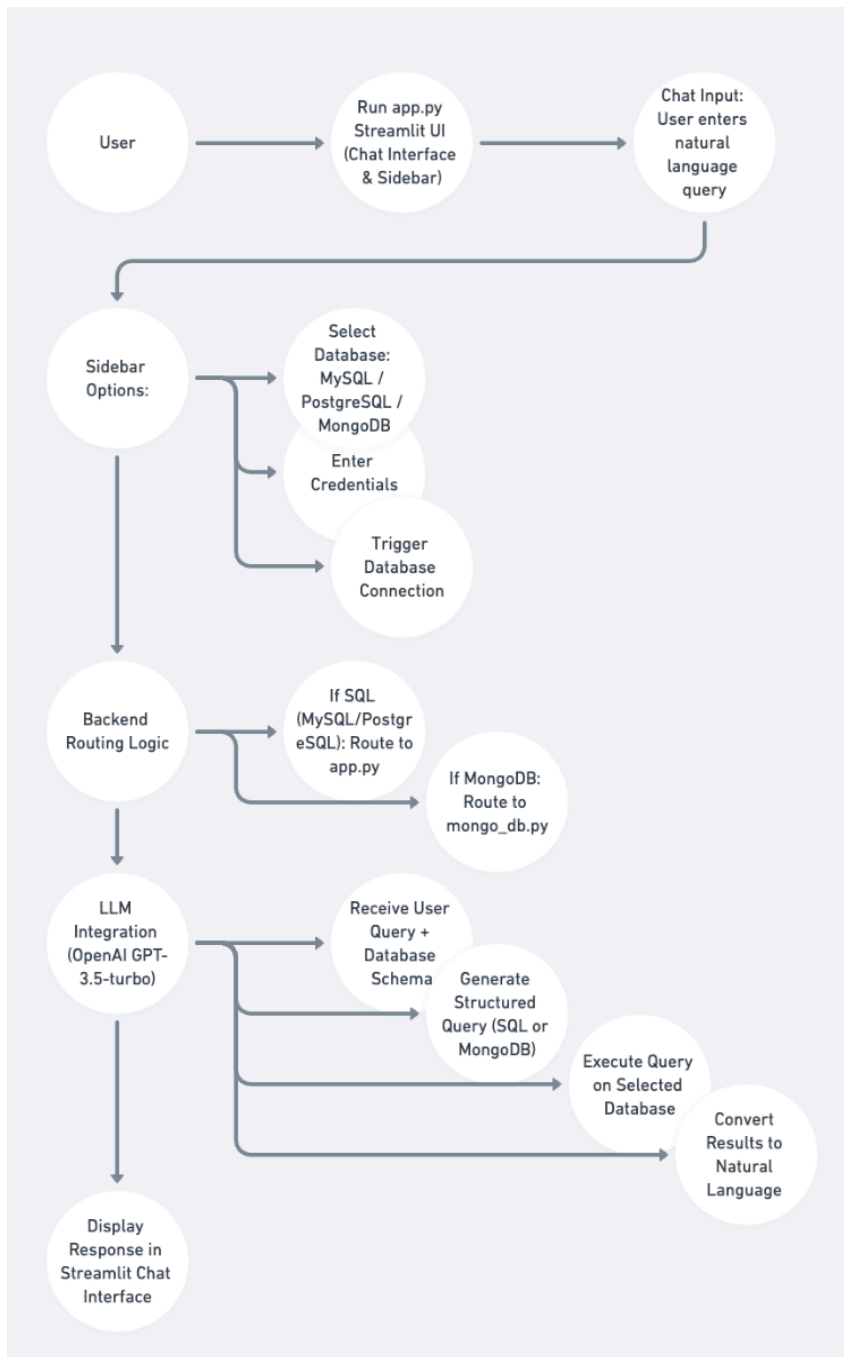 User
Run app.py
Streamlit UI
(Chat Interface
& Sidebar)
Chat Input:
User enters
natural
language
query
Sidebar
Options:
Select
Database:
MySQL /
PostgreSQL /
MongoDB
Enter
Credentials
Trigger
Database
Connection
Backend
Routing Logic
If SQL
(MySQL/Postgr
eSQL): Route to
app.py
If MongoDB:
Route to
mongo_db.py
LLM
Integration
(OpenAI GPT-
3.5-turbo)
Receive User
Query +
Database
Schema
Generate
Structured
Query (SQL or
MongoDB)
Execute Query
on Selected
Database
Convert
Results to
Natural
Language
Display
Response in
Streamlit Chat
Interface